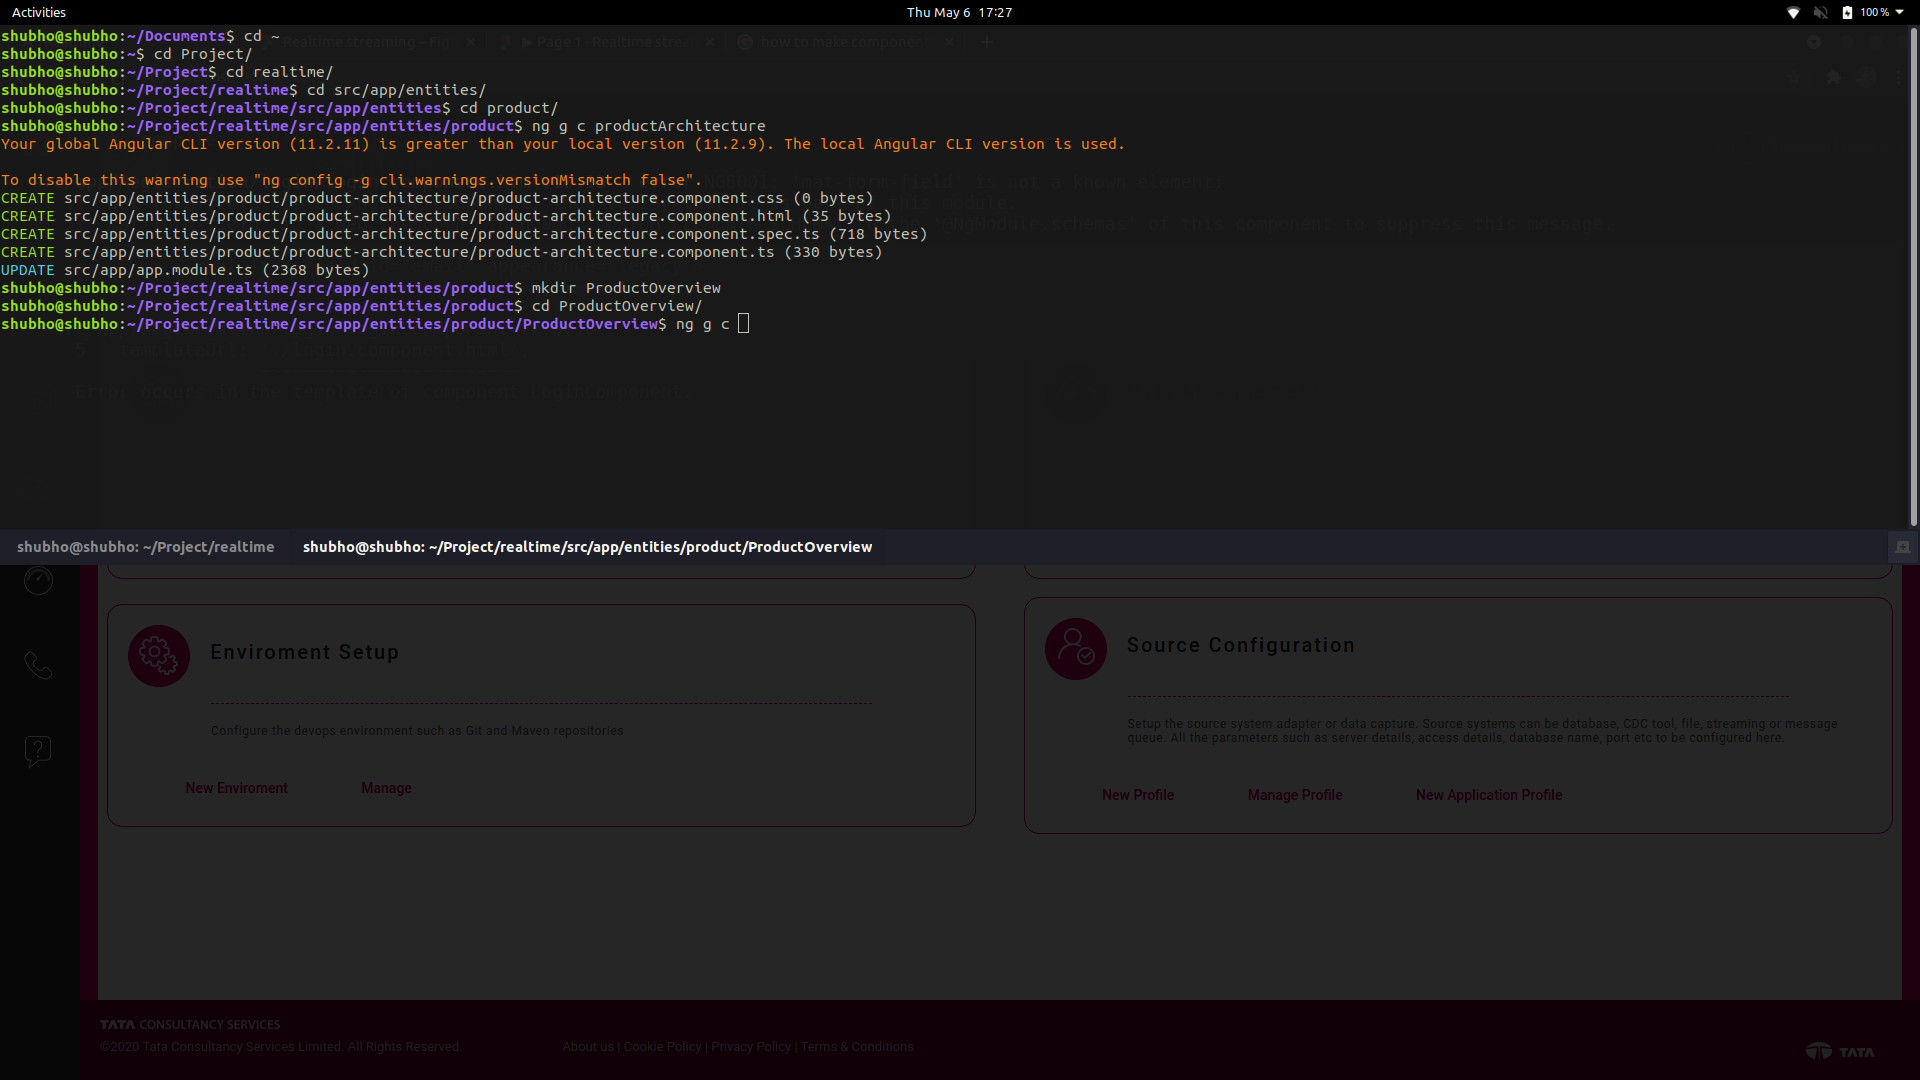 Activities
Thu May 6 17:27
100 %
shubho@shubho:~/Documents$ cd ~
shubho@shubho:~$ cd Project/
shubho@shubho:~/Project$ cd realtime/
shubho@shubho:~/Project/realtime$ cd src/app/entities/
shubho@shubho:~/Project/realtime/src/app/entities$ cd product/
shubho@shubho:~/Project/realtime/src/app/entities/product$ ng g c productArchitecture
Your global Angular CLI version (11.2.11) is greater than your local version (11.2.9). The local Angular CLI version is used.
To disable this warning use "ng config -g cli.warnings.versionMismatch false".
CREATE src/app/entities/product/product-architecture/product-architecture.component.css (0 bytes)
CREATE src/app/entities/product/product-architecture/product-architecture.component.html (35 bytes)
CREATE src/app/entities/product/product-architecture/product-architecture.component.spec.ts (718 bytes)
CREATE src/app/entities/product/product-architecture/product-architecture.component.ts (330 bytes)
UPDATE src/app/app.module.ts (2368 bytes)
shubho@shubho:~/Project/realtime/src/app/entities/product$ mkdir ProductOverview
shubho@shubho:~/Project/realtime/src/app/entities/product$ cd ProductOverview/
shubho@shubho:~/Project/realtime/src/app/entities/product/ProductOverview$ ng g c
Error occurs in the template of component LoginComponent
shubho@shubho: ~/Project/realtime
shubho@shubho: ~/Project/realtime/src/app/entities/product/ProductOverview
Enviroment Setup
Configure the devops environment such as Git and Maven repositories
New Enviroment Manage
Source Configuration
Setup the source system adapter or data capture. Source systems can be database, CDC tool, file, streaming or message
queue. All the parameters such as server details, access details, database name, port etc to be configured here.
New Profile Manage Profile New Application Profile
TATA CONSULTANCY SERVICES
©2020 Tata Consultancy Services Limited. All Rights Reserved.
About us | Cookie Policy | Privacy Policy | Terms & Conditions
TATA